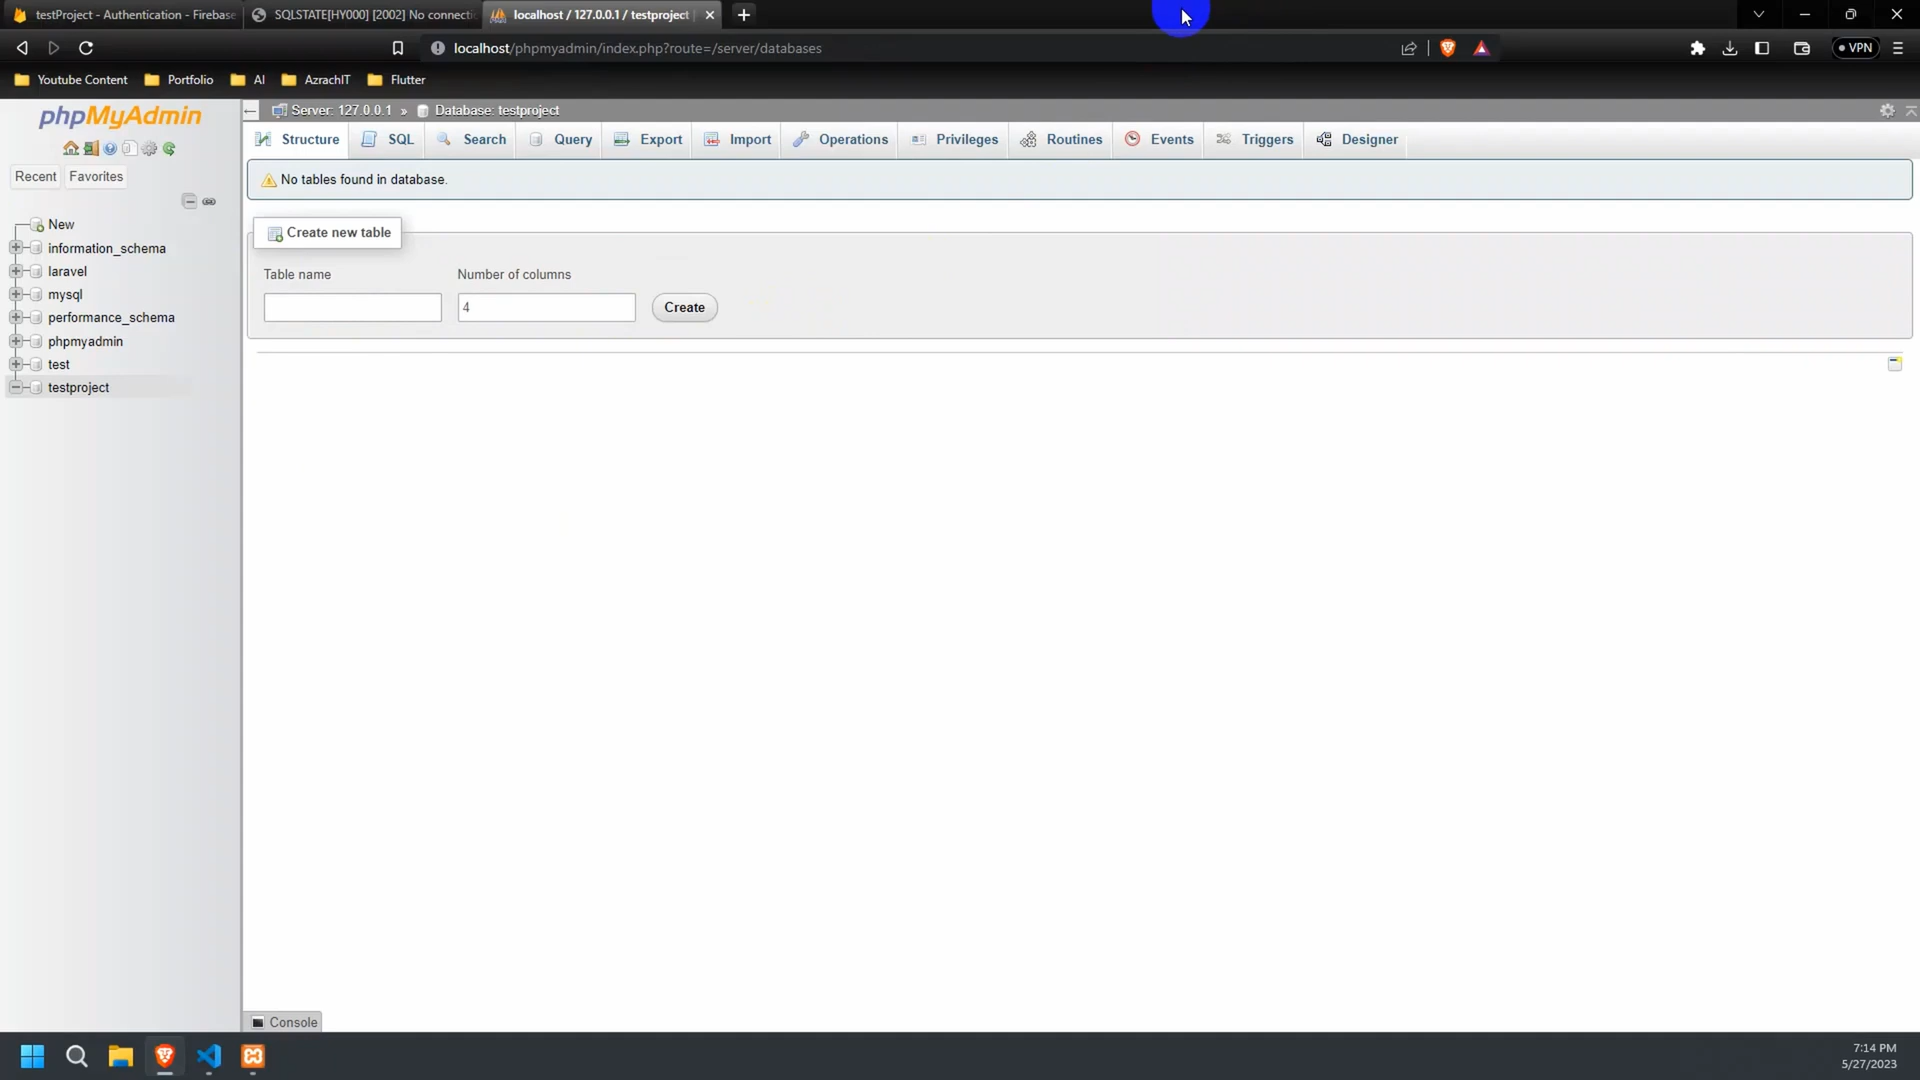 testProject - Authentication - Firebase
SQLSTATE[HY000] [2002] No connecti
localhost / 127.0.0.1 / testproject
localhost/phpmyadmin/index.php?route=/server/databases
VPN
Youtube Content
Portfolio
AI
AzrachIT
Flutter
phpMyAdmin
Recent
Favorites
New
information_schema
laravel
mysql
performance_schema
phpmyadmin
test
testproject
Server: 127.0.0.1 » Database: testproject
Structure
SQL
Search
Query
Export
Import
Operations
Privileges
Routines
Events
Triggers
Designer
No tables found in database.
Create new table
Table name
Number of columns
4
Create
Console
7:14 PM
5/27/2023